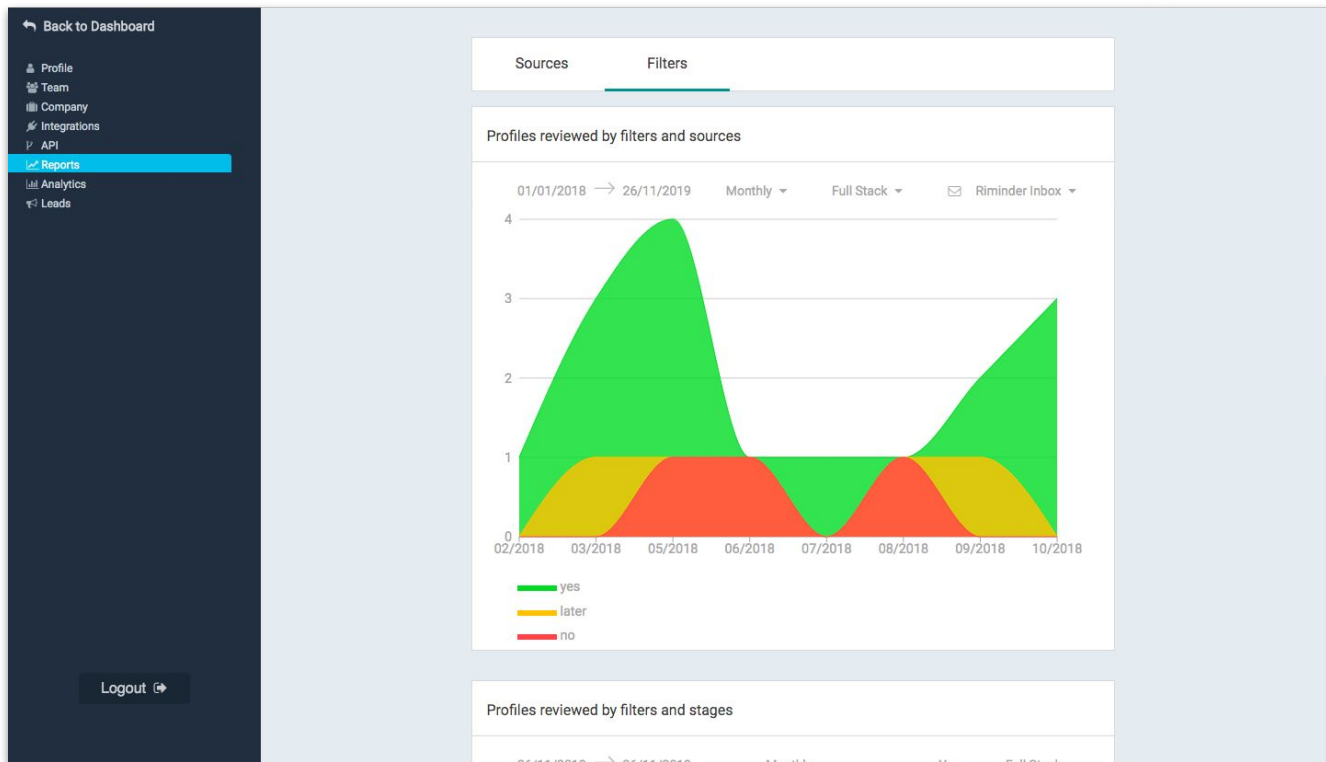 Back to Dashboard
Profile
Team
Company
Integrations
API
Reports
Analytics
Leads
Logout
Sources Filters
Profiles reviewed by filters and sources
01/01/2018 → 26/11/2019 Monthly Full Stack Riminder Inbox
4
3
2
1
0
02/2018 03/2018 05/2018 06/2018 07/2018 08/2018 09/2018 10/2018
yes
later
no
Profiles reviewed by filters and stages